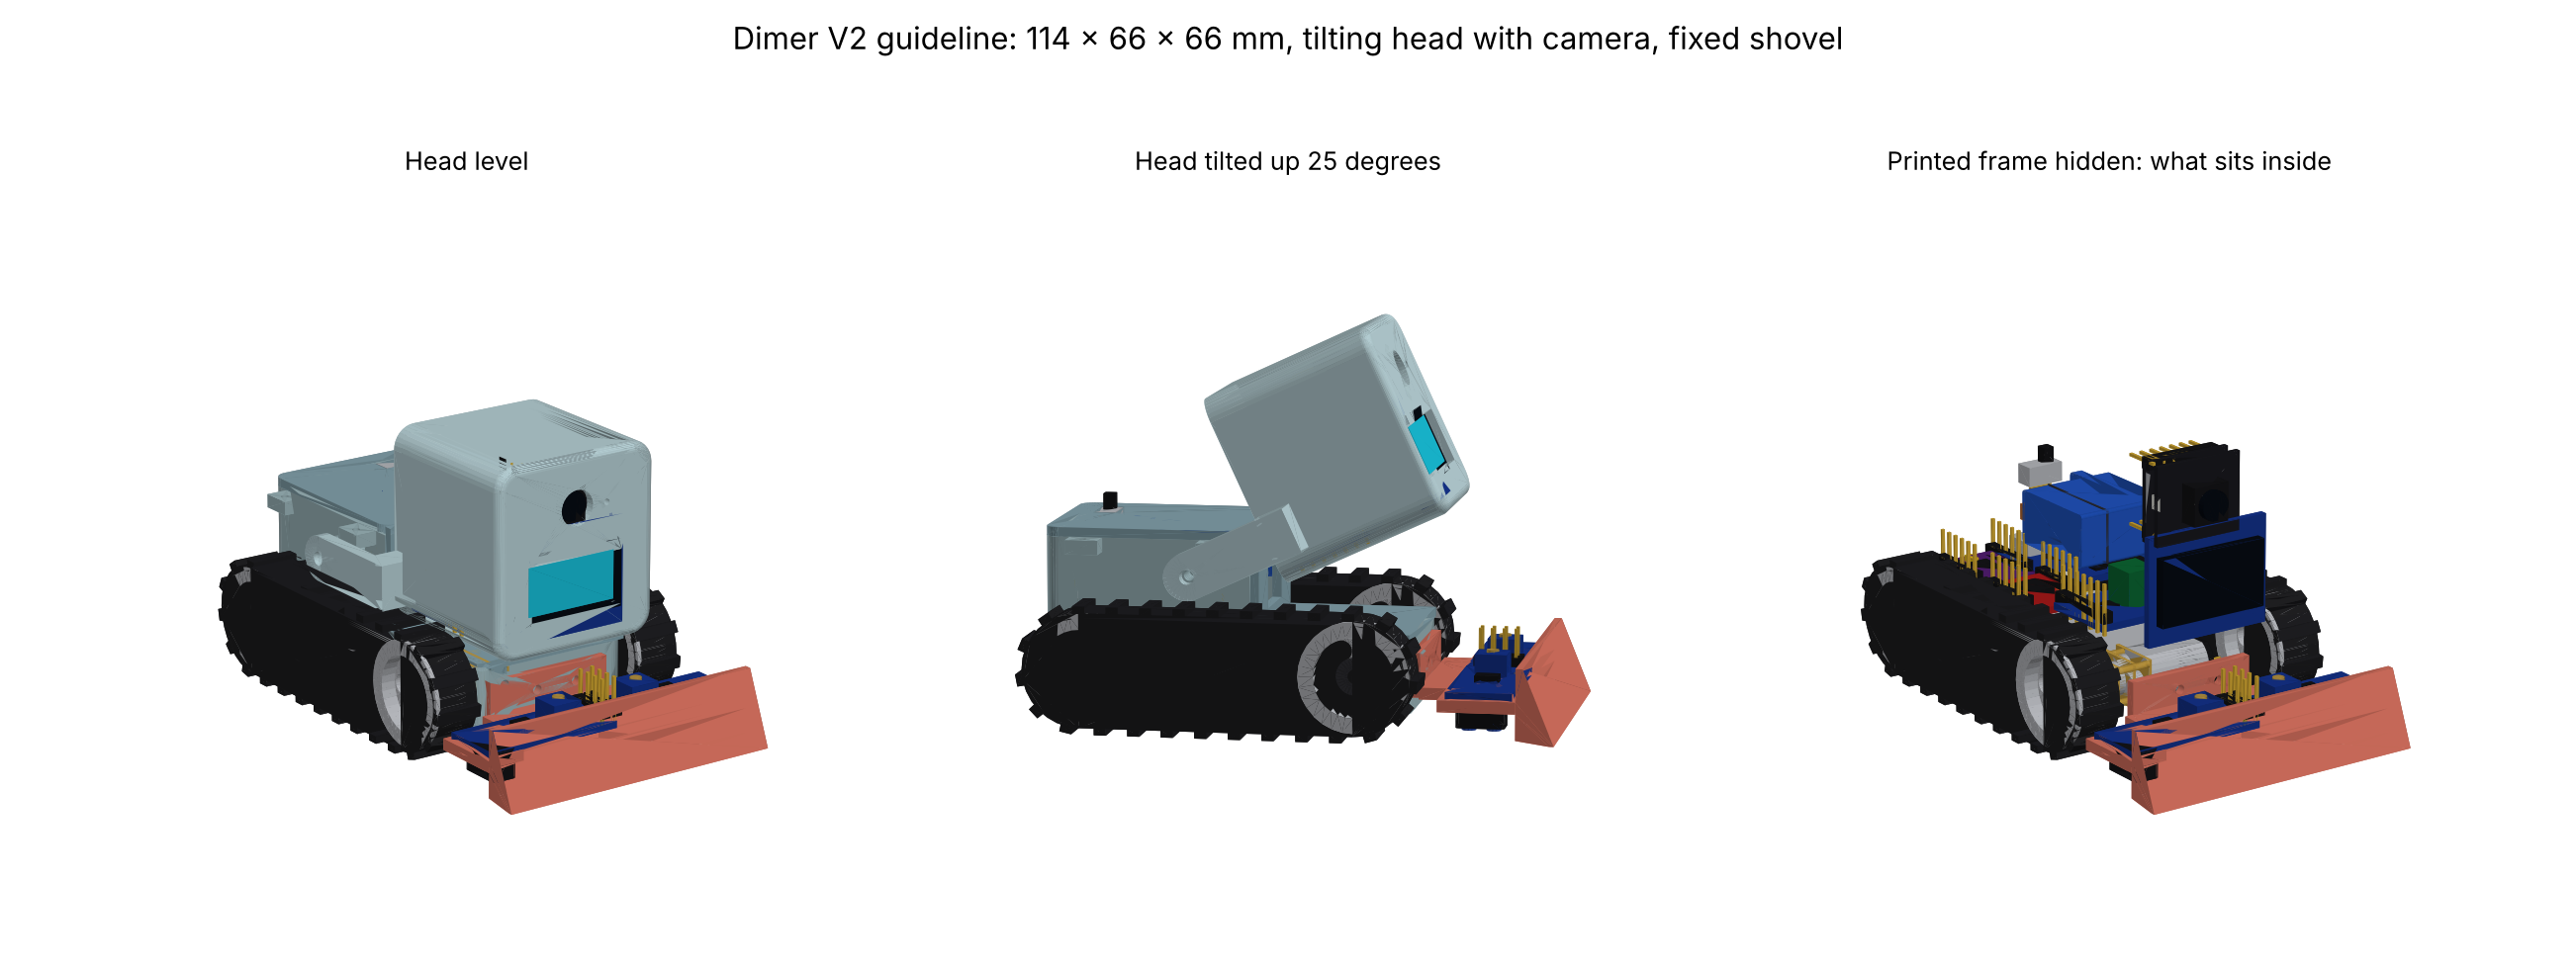 Dimer V2 guideline: 114 × 66 × 66 mm, tilting head with camera, fixed shovel
Head level
Head tilted up 25 degrees
Printed frame hidden: what sits inside